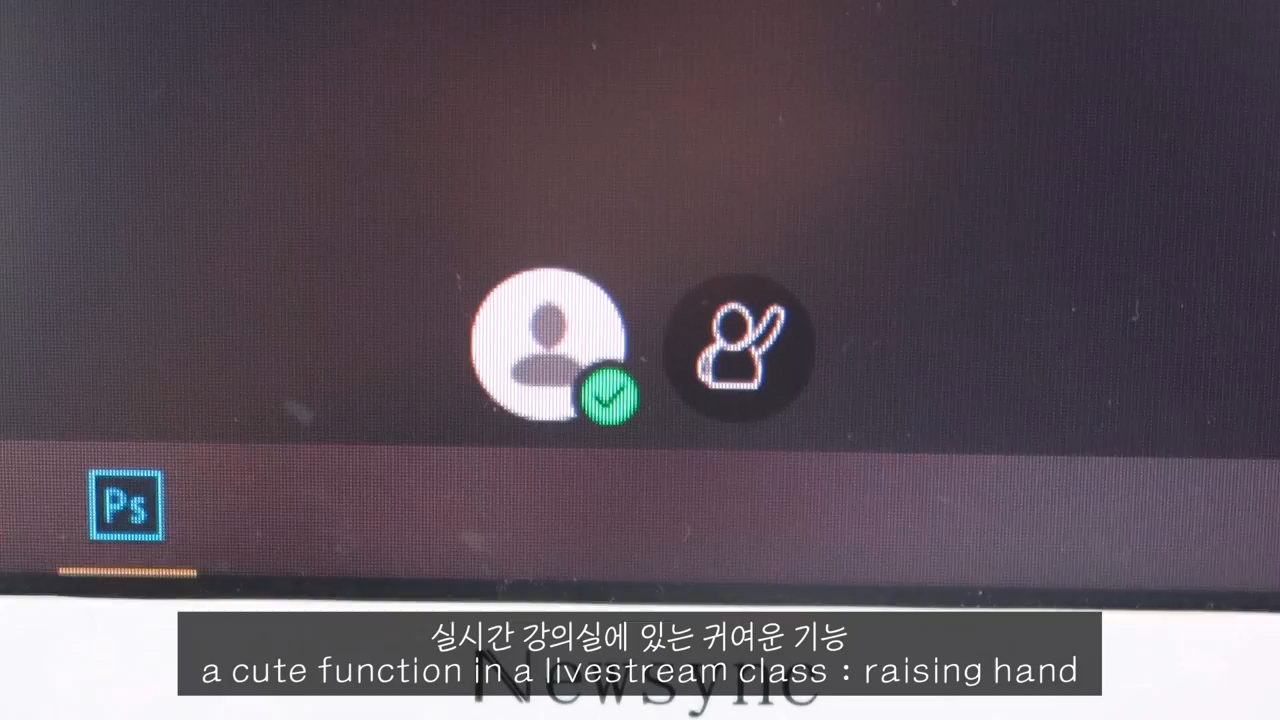 Ps
실시간 강의실에 있는 귀여운 기능
a cute function in a livestream class : raising hand
Newsync